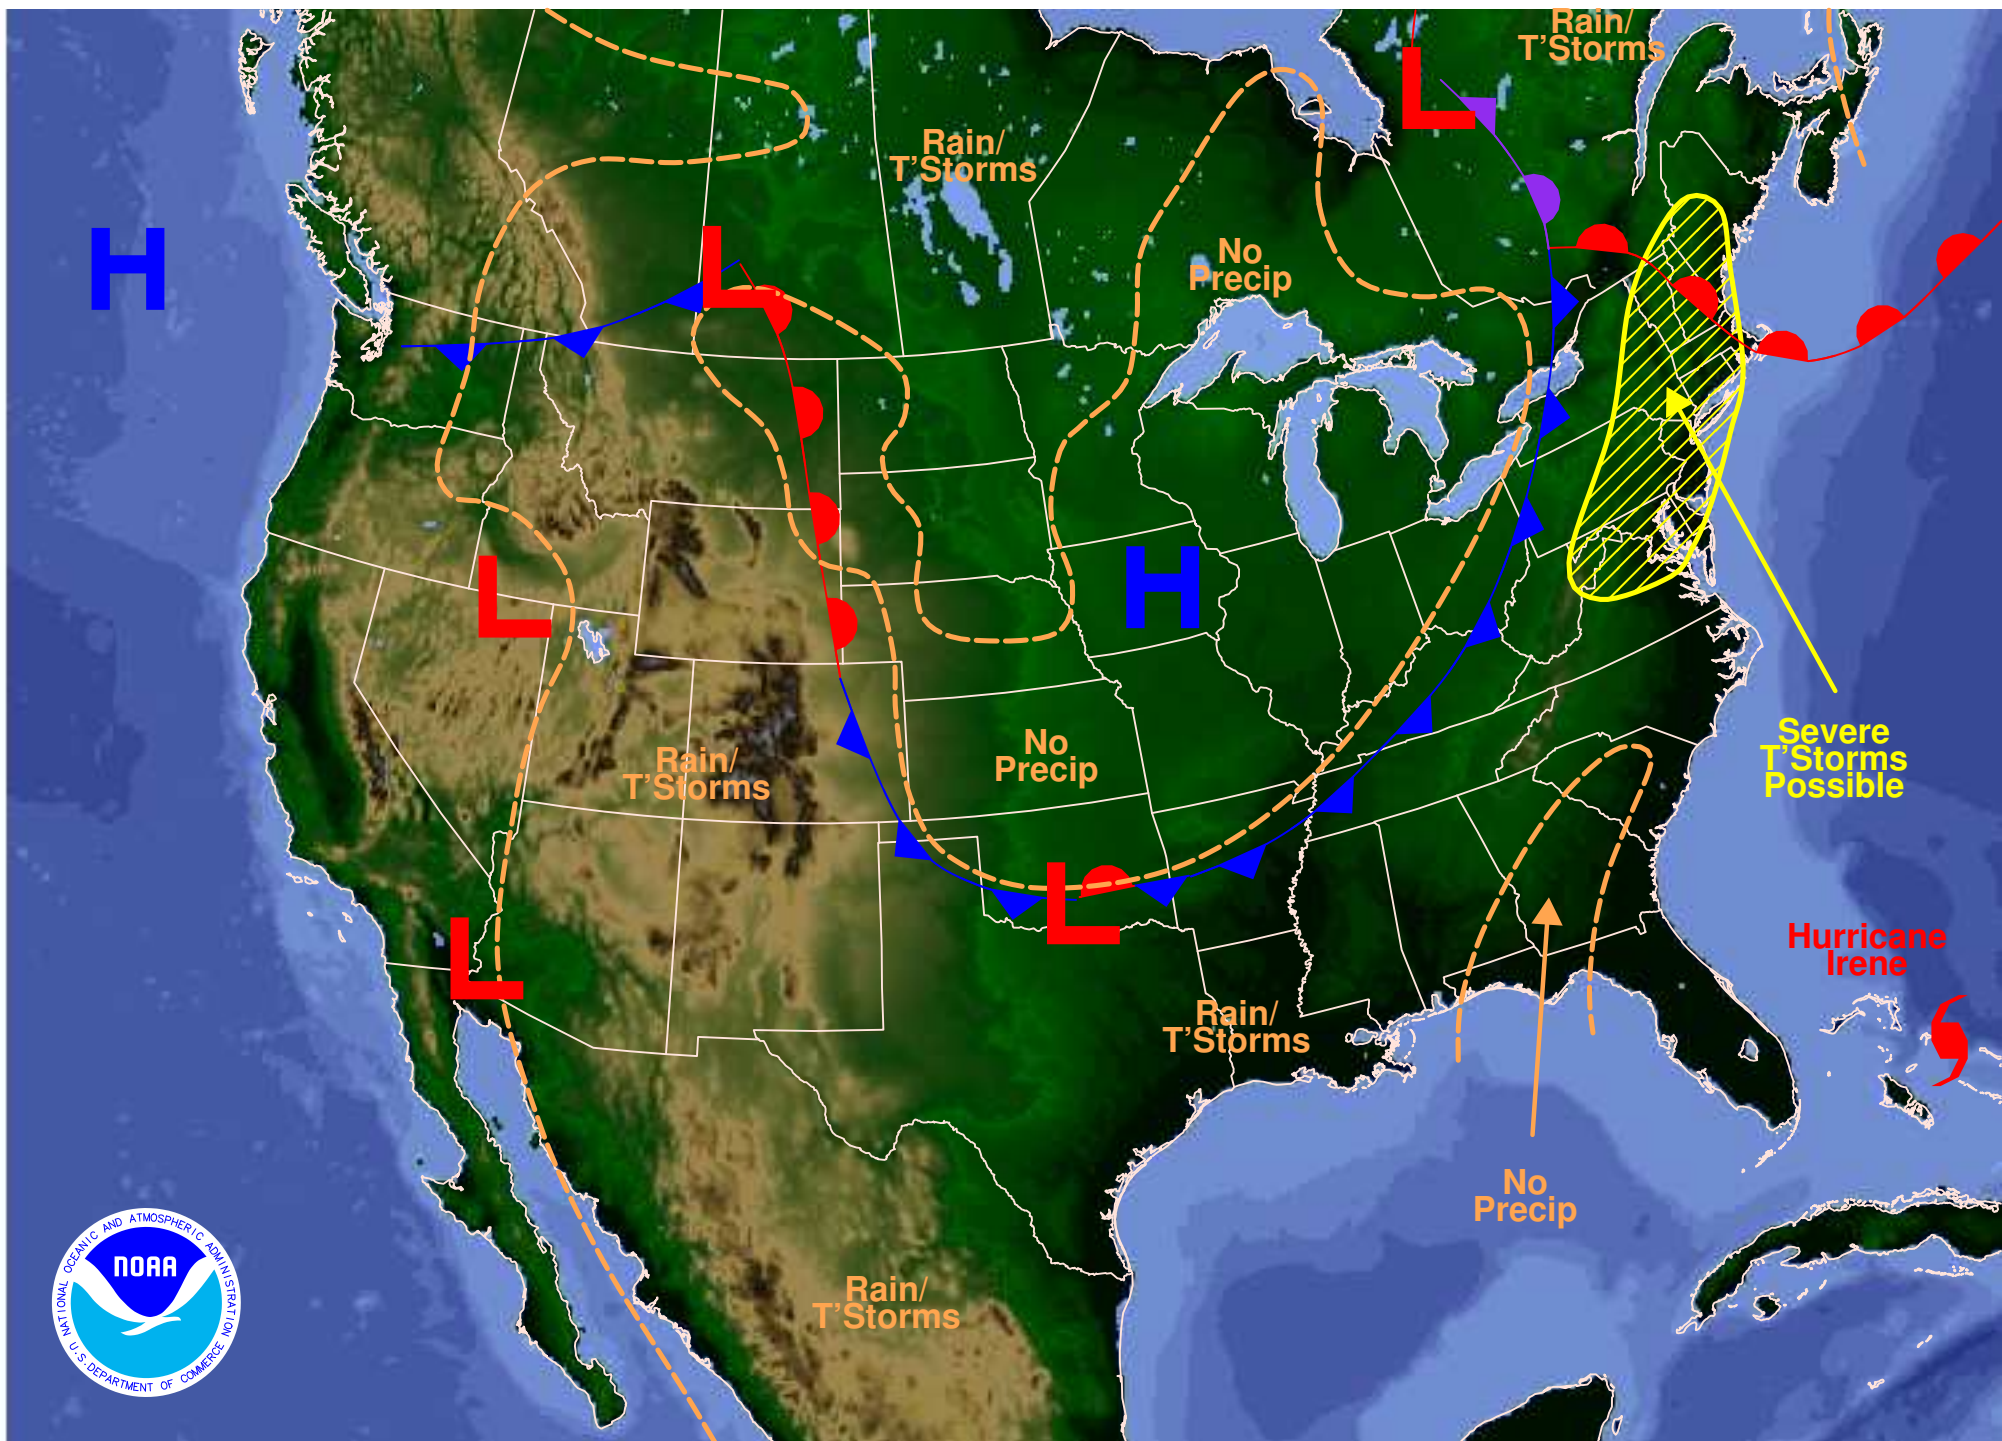 Rain/
T'Storms
Rain/
T'Storms
No
Precip
L
L
H
L
H
L
Rain/
T'Storms
No
Precip
Severe
T'Storms
Possible
L
L
Hurricane
Irene
Rain/
T'Storms
No
Precip
Rain/
T'Storms
NATIONAL OCEANIC AND ATMOSPHERIC ADMINISTRATION
NOAA
U.S. DEPARTMENT OF COMMERCE